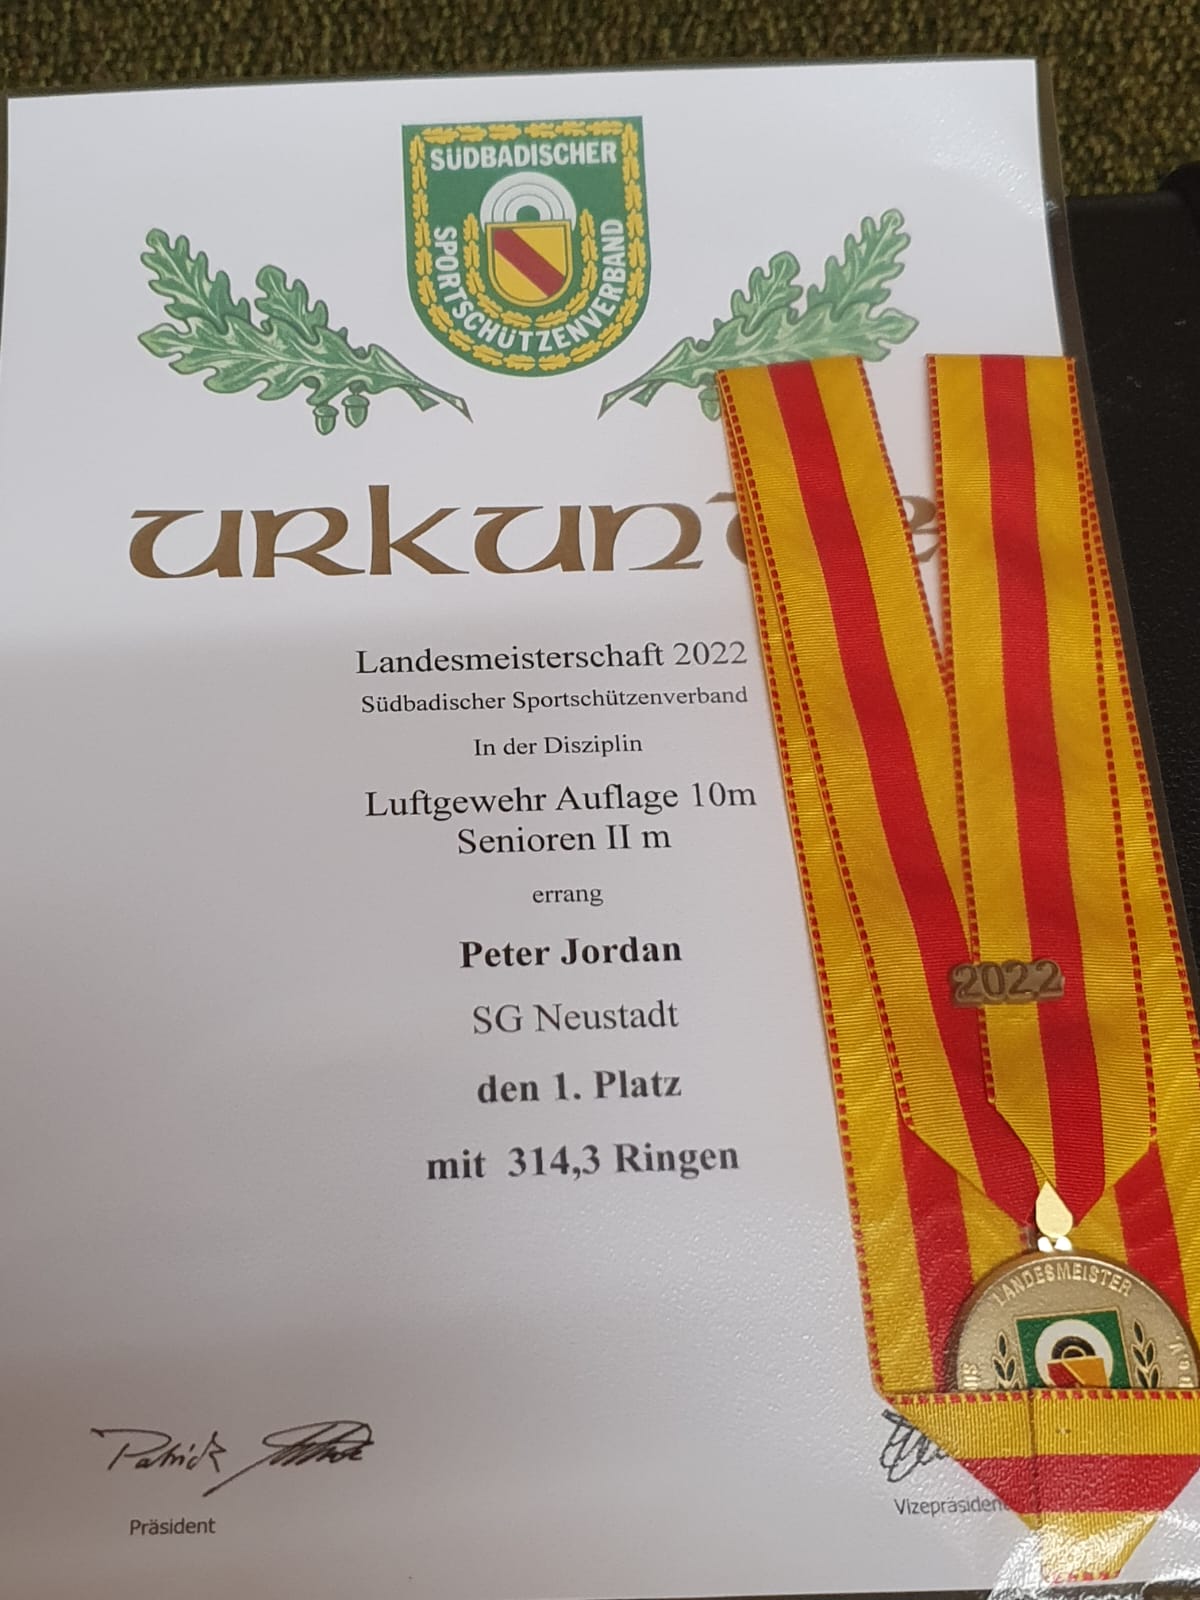 SÜDBADISCHER
SPORTSCHÜTZENVERBAND
Landesmeisterschaft 2022
Südbadischer Sportschützenverband
In der Disziplin
Luftgewehr Auflage 10m
Senioren II m
errang
Peter Jordan
SG Neustadt
den 1. Platz
mit 314,3 Ringen
2022
LANDESMEISTER
Patrick
Präsident